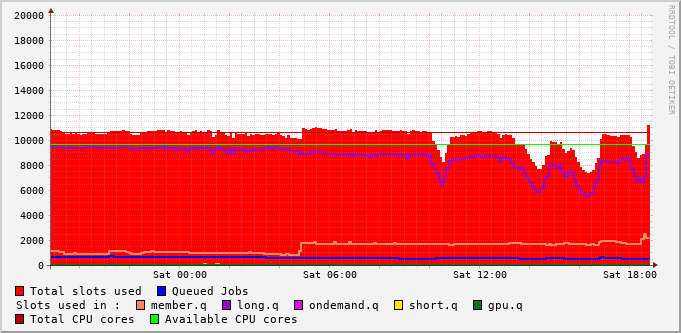 20000
18000
16000
14000
12000
10000
8000
6000
4000
2000
0
Sat 00:00 Sat 06:00 Sat 12:00 Sat 18:00
RRDTOOL / TOBI OETIKER
Total slots used Queued Jobs
Slots used in : member.q long.q ondemand.q short.q gpu.q
Total CPU cores Available CPU cores